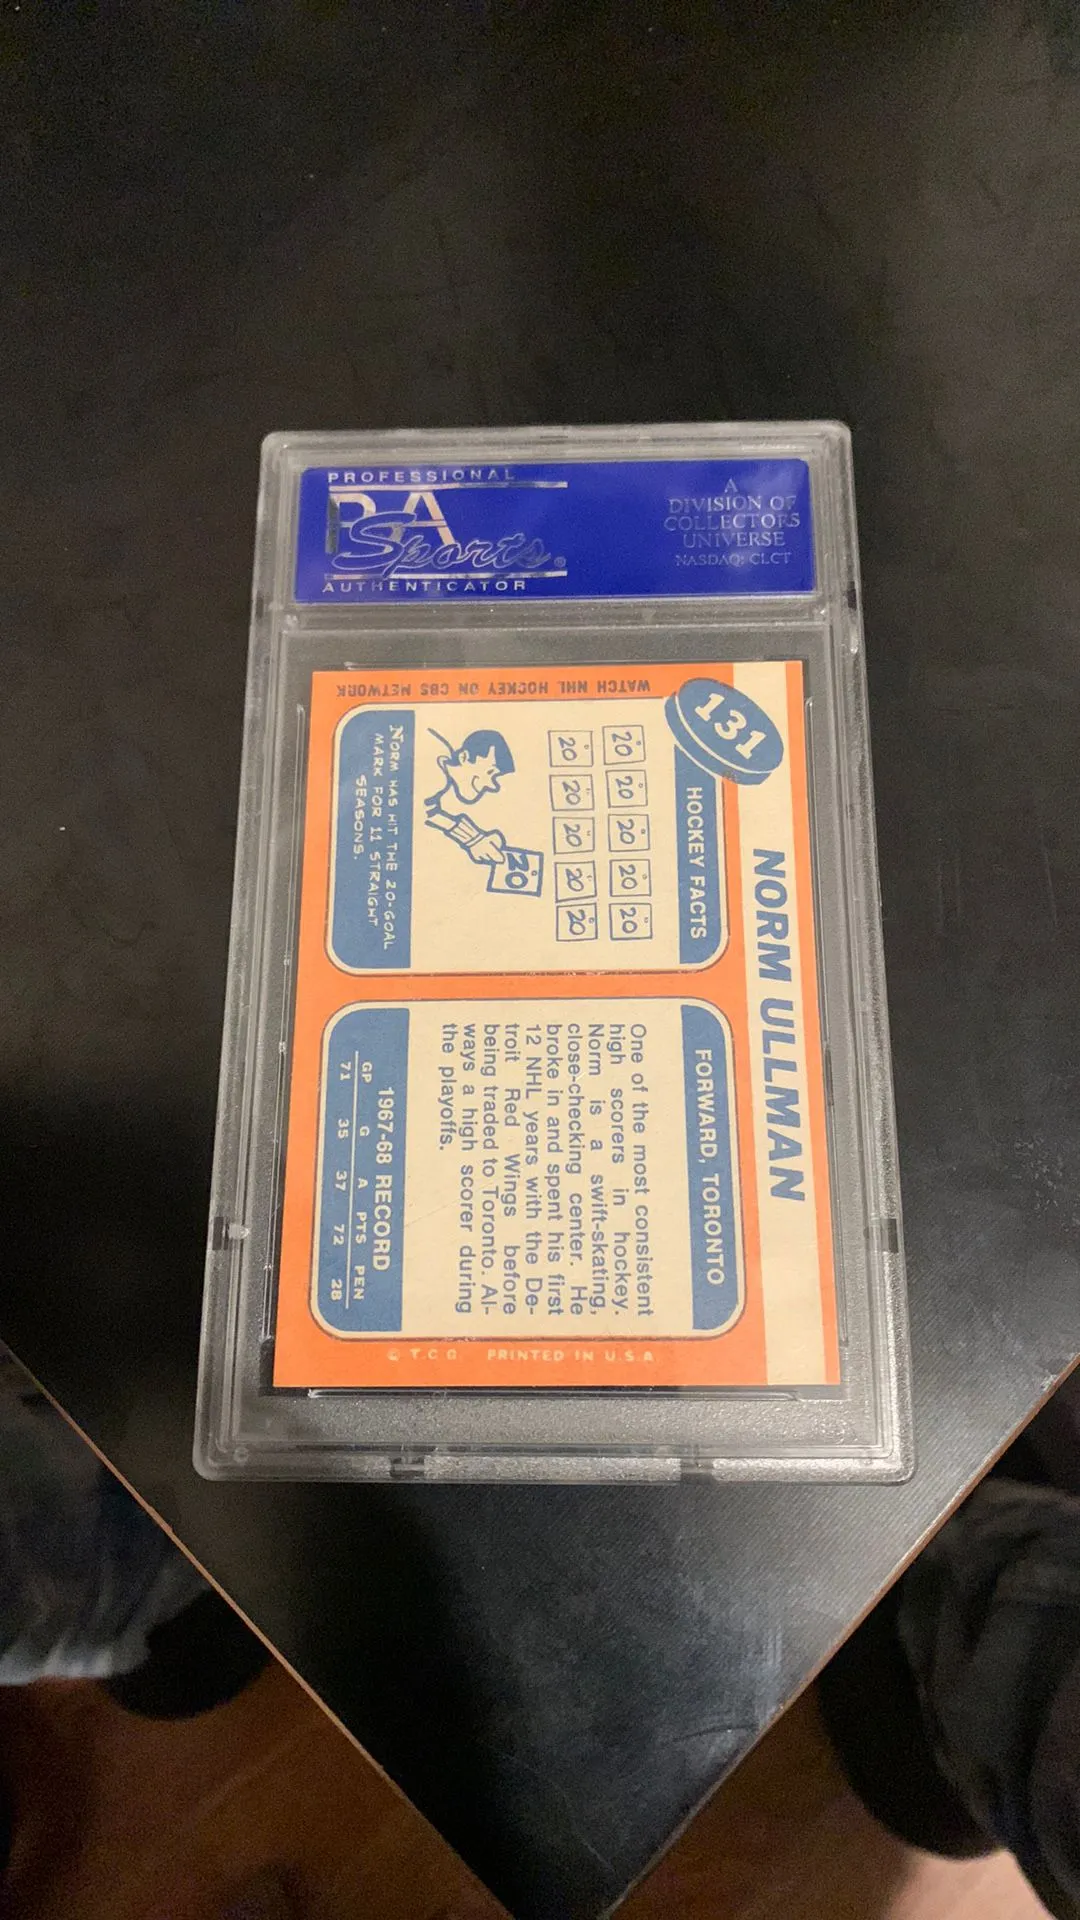 PROFESSIONAL
PSA
Sports®
AUTHENTICATOR
A
DIVISION OF
COLLECTORS
UNIVERSE
NASDAQ: CLCT
131
NORM ULLMAN
HOCKEY FACTS
20 20 20 20 20
20 20 20 20 20
20
NORM HAS HIT THE 20-GOAL
MARK FOR 11 STRAIGHT
SEASONS.
WATCH NHL HOCKEY ON CBS NETWORK
FORWARD, TORONTO
One of the most consistent
high scorers in hockey.
Norm is a swift-skating,
close-checking center. He
broke in and spent his first
12 NHL years with the De-
troit Red Wings before
being traded to Toronto. Al-
ways a high scorer during
the playoffs.
1967-68 RECORD
GP G A PTS PEN
71 35 37 72 28
© T.C.G. PRINTED IN U.S.A